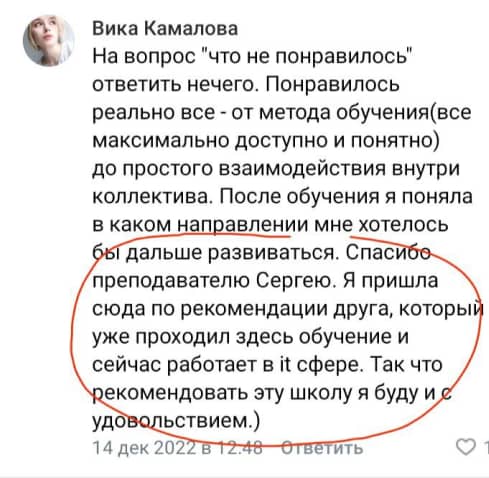 Вика Камалова
На вопрос "что не понравилось"
ответить нечего. Понравилось
реально все - от метода обучения(все
максимально доступно и понятно)
до простого взаимодействия внутри
коллектива. После обучения я поняла
в каком направлении мне хотелось
бы дальше развиваться. Спасибо
преподавателю Сергею. Я пришла
сюда по рекомендации друга, который
уже проходил здесь обучение и
сейчас работает в it сфере. Так что
рекомендовать эту школу я буду и с
удовольствием.)
14 дек 2022 в 12:48 Ответить 1